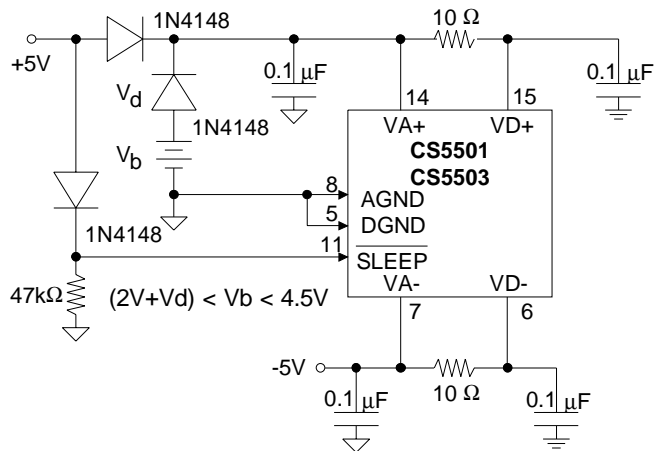 1N4148
10 Ω
+5V
0.1 μF
0.1 μF
Vd
14
15
1N4148
VA+
VD+
Vb
CS5501
CS5503
8
AGND
5
DGND
1N4148
11
SLEEP
47kΩ
(2V+Vd) < Vb < 4.5V
VA-
VD-
7
6
-5V
10 Ω
0.1 μF
0.1 μF